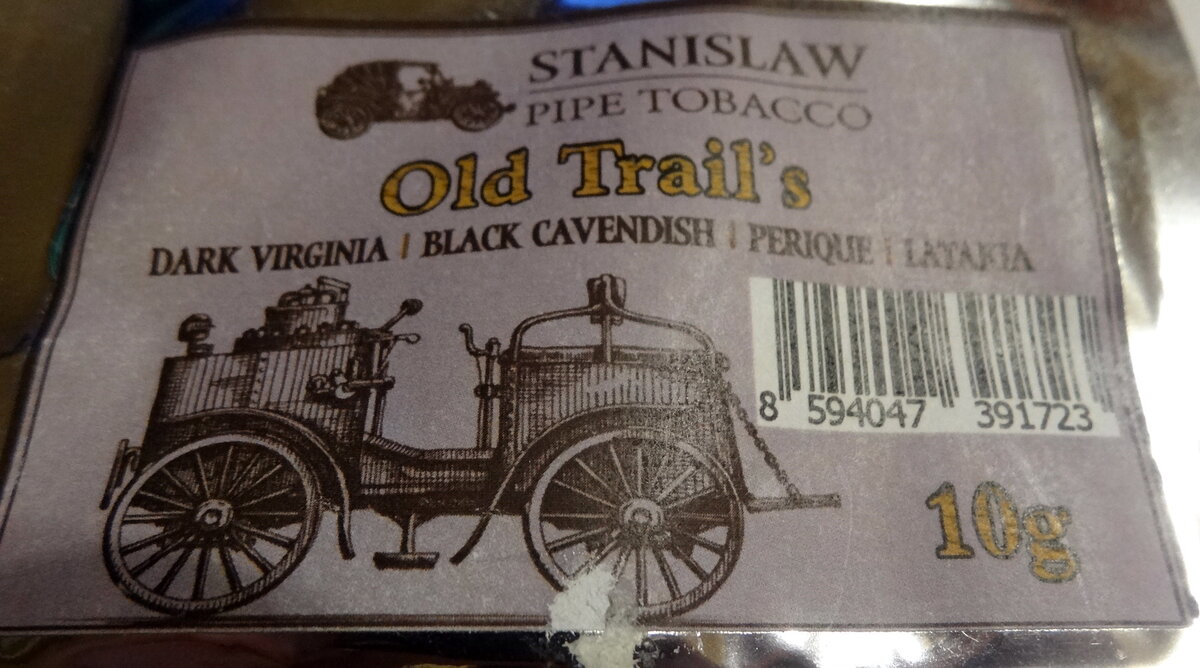 STANISLAW
PIPE TOBACCO
Old Trail's
DARK VIRGINIA | BLACK CAVENDISH | PERIQUE | LATAKIA
8 594047 391723
10g